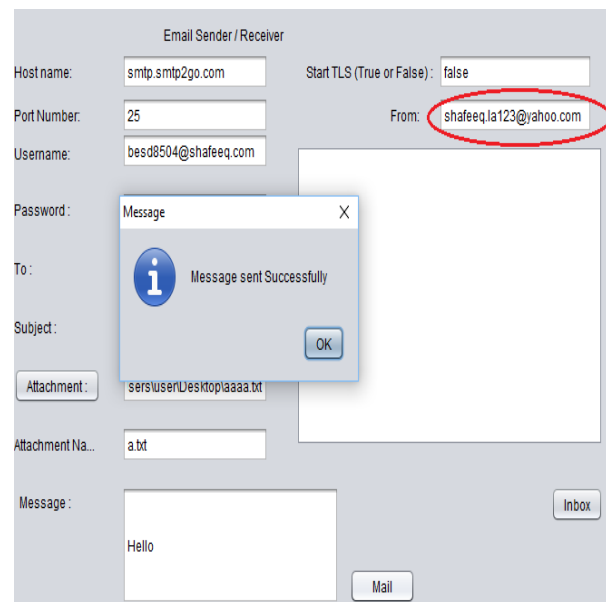 Email Sender / Receiver
Host name: smtp.smtp2go.com Start TLS (True or False) : false
Port Number: 25 From: shafeeq.la123@yahoo.com
Username: besd8504@shafeeq.com
Password :
Message X
To :
Message sent Successfully
Subject :
OK
Attachment : sers\user\Desktop\aaaa.txt
Attachment Na... a.txt
Message : Inbox
Hello
Mail